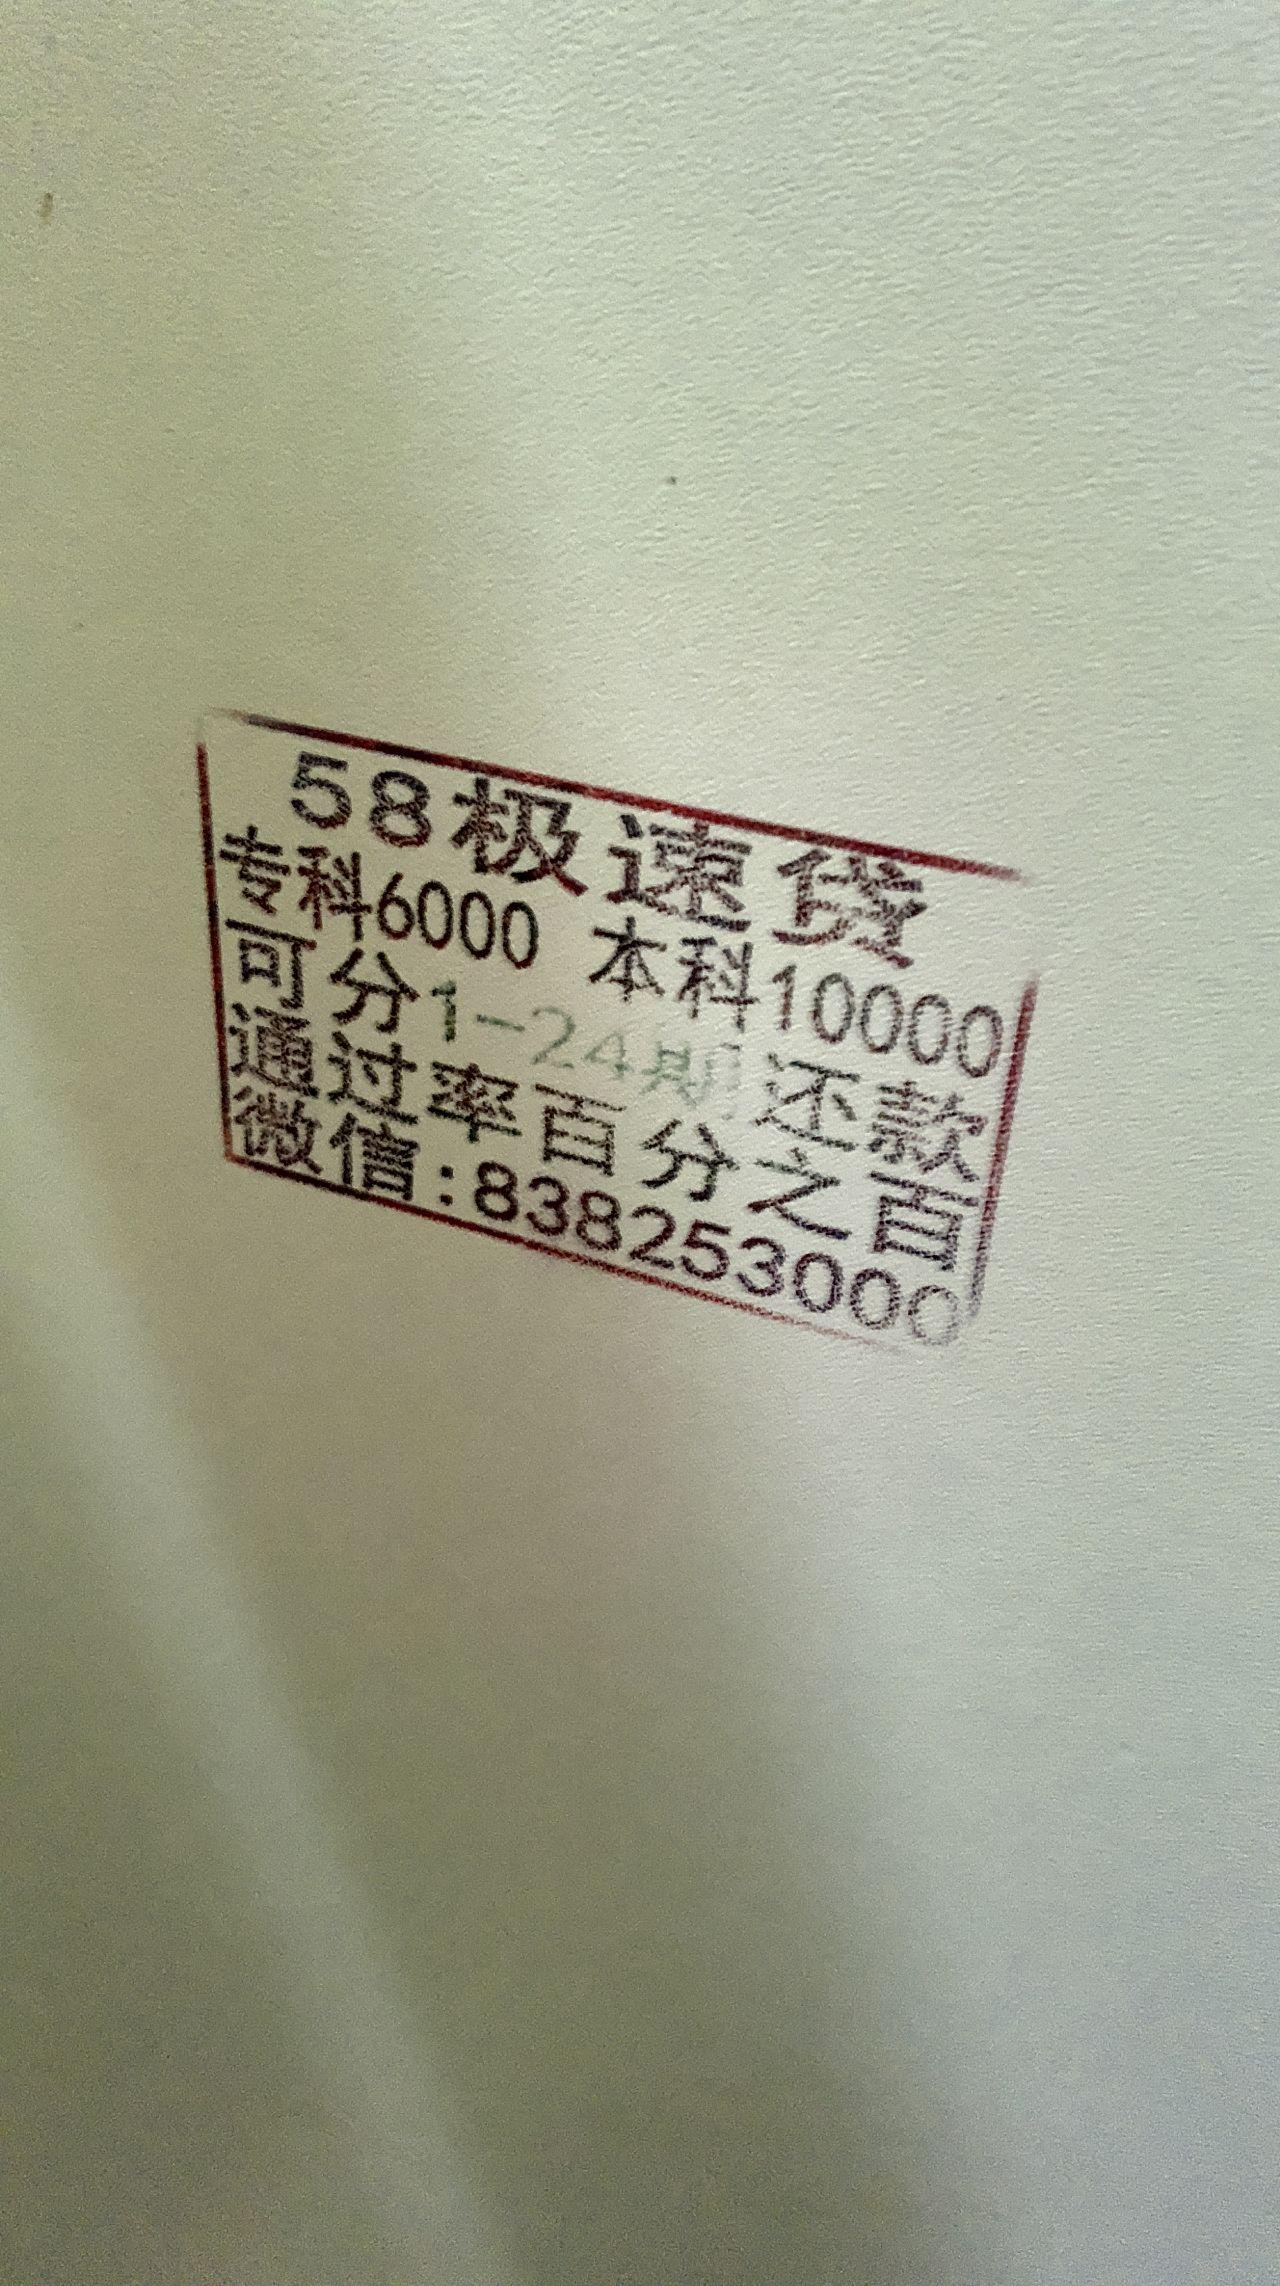 58极速贷
专科6000 本科10000
可分1-24期还款
通过率百分之百
微信:838253000